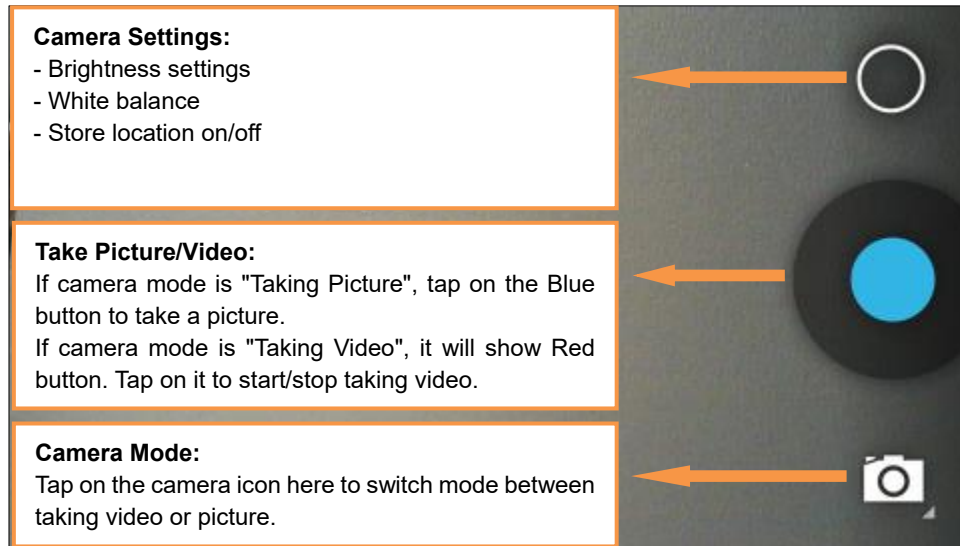 Camera Settings:
- Brightness settings
- White balance
- Store location on/off
Take Picture/Video:
If camera mode is "Taking Picture", tap on the Blue
button to take a picture.
If camera mode is "Taking Video", it will show Red
button. Tap on it to start/stop taking video.
Camera Mode:
Tap on the camera icon here to switch mode between
taking video or picture.